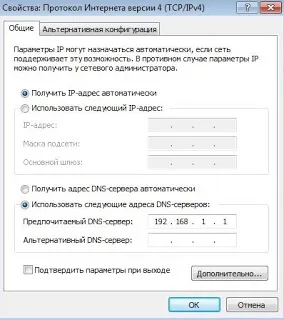 Свойства: Протокол Интернета версии 4 (TCP/IPv4)
Общие
Альтернативная конфигурация
Параметры IP могут назначаться автоматически, если сеть
поддерживает эту возможность. В противном случае параметры IP
можно получить у сетевого администратора.
Получить IP-адрес автоматически
Использовать следующий IP-адрес:
IP-адрес:
Маска подсети:
Основной шлюз:
Получить адрес DNS-сервера автоматически
Использовать следующие адреса DNS-серверов:
Предпочитаемый DNS-сервер: 192 . 168 . 1 . 1
Альтернативный DNS-сервер:
Подтвердить параметры при выходе
Дополнительно...
ОК
Отмена